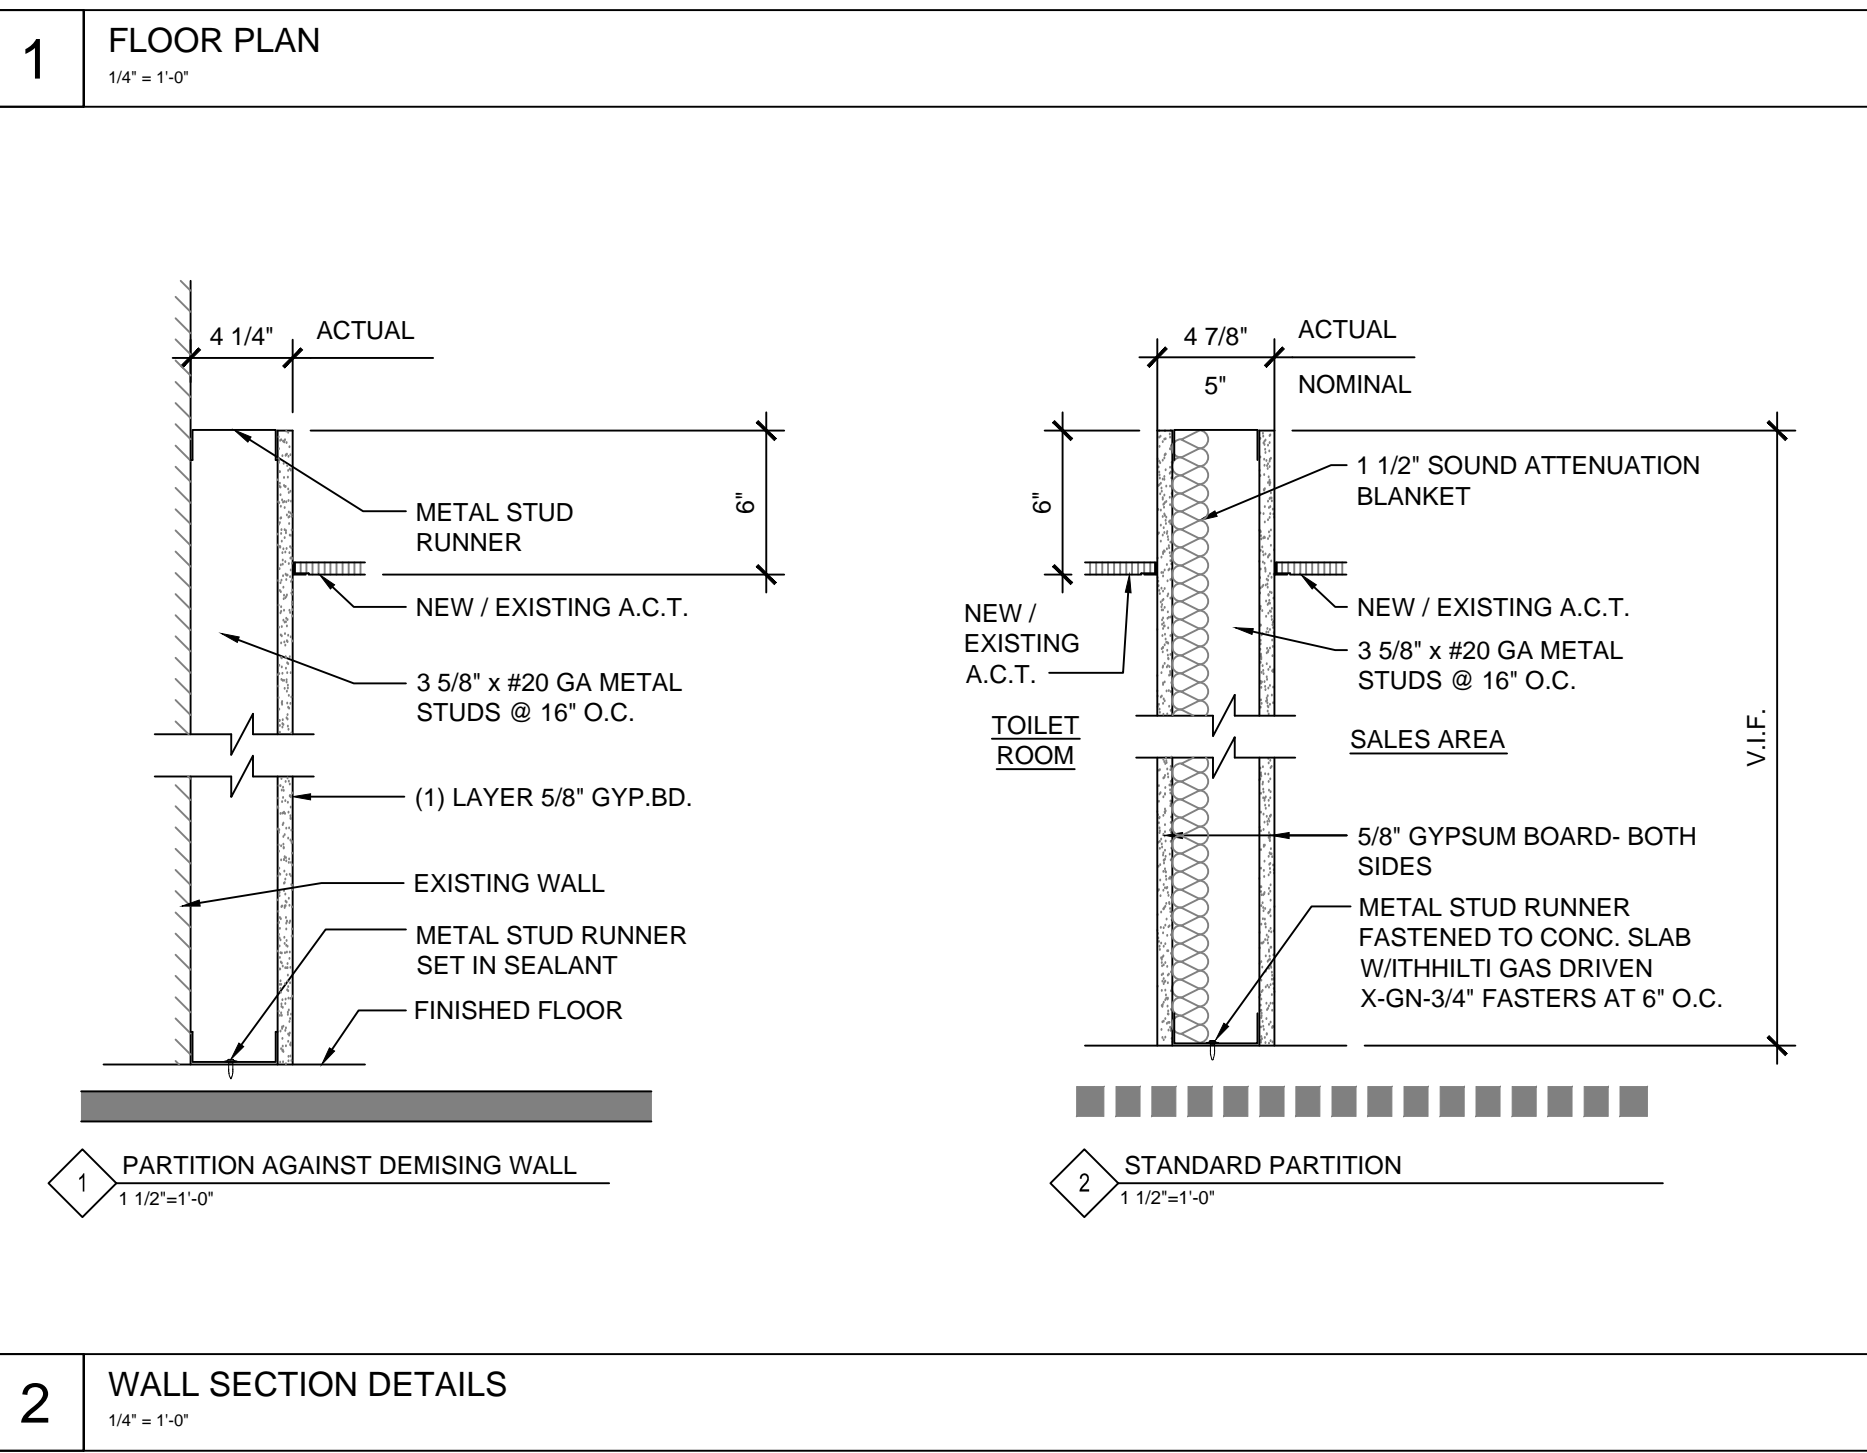 1
FLOOR PLAN
1/4" = 1'-0"
4 1/4"
ACTUAL
6"
METAL STUD
RUNNER
NEW / EXISTING A.C.T.
3 5/8" x #20 GA METAL
STUDS @ 16" O.C.
(1) LAYER 5/8" GYP.BD.
EXISTING WALL
METAL STUD RUNNER
SET IN SEALANT
FINISHED FLOOR
1
PARTITION AGAINST DEMISING WALL
1 1/2"=1'-0"
4 7/8"
ACTUAL
5"
NOMINAL
6"
1 1/2" SOUND ATTENUATION
BLANKET
NEW /
EXISTING
A.C.T.
NEW / EXISTING A.C.T.
3 5/8" x #20 GA METAL
STUDS @ 16" O.C.
TOILET
ROOM
SALES AREA
V.I.F.
5/8" GYPSUM BOARD- BOTH
SIDES
METAL STUD RUNNER
FASTENED TO CONC. SLAB
W/ITHHILTI GAS DRIVEN
X-GN-3/4" FASTERS AT 6" O.C.
2
STANDARD PARTITION
1 1/2"=1'-0"
2
WALL SECTION DETAILS
1/4" = 1'-0"